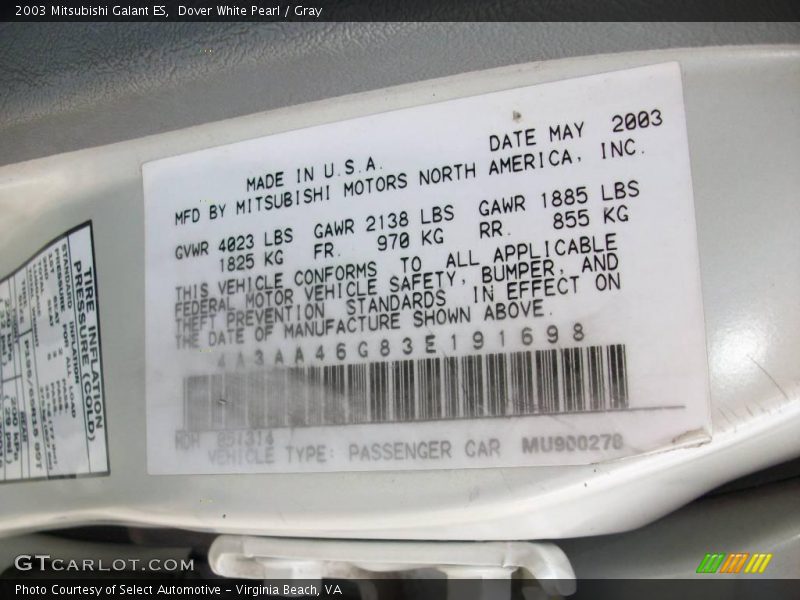 2003 Mitsubishi Galant ES,  Dover White Pearl / Gray
MADE IN U.S.A.
DATE MAY 2003
MFD BY MITSUBISHI MOTORS NORTH AMERICA, INC.
GVWR 4023 LBS GAWR 2138 LBS GAWR 1885 LBS
1825 KG FR. 970 KG RR. 855 KG
THIS VEHICLE CONFORMS TO ALL APPLICABLE
FEDERAL MOTOR VEHICLE SAFETY, BUMPER, AND
THEFT PREVENTION STANDARDS IN EFFECT ON
THE DATE OF MANUFACTURE SHOWN ABOVE.
4A3AA46G83E191698
051314
VEHICLE TYPE: PASSENGER CAR MU900278
TIRE INFLATION
PRESSURE (COLD)
GTCARLOT.COM
Photo Courtesy of Select Automotive - Virginia Beach, VA